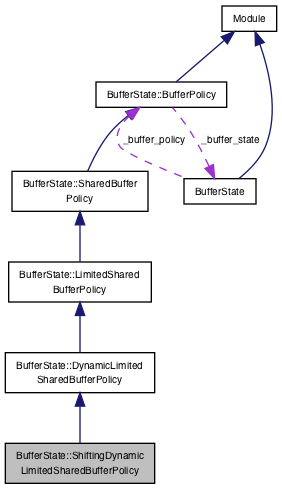 Module
BufferState::BufferPolicy
_buffer_policy
_buffer_state
BufferState::SharedBuffer
Policy
BufferState
BufferState::LimitedShared
BufferPolicy
BufferState::DynamicLimited
SharedBufferPolicy
BufferState::ShiftingDynamic
LimitedSharedBufferPolicy